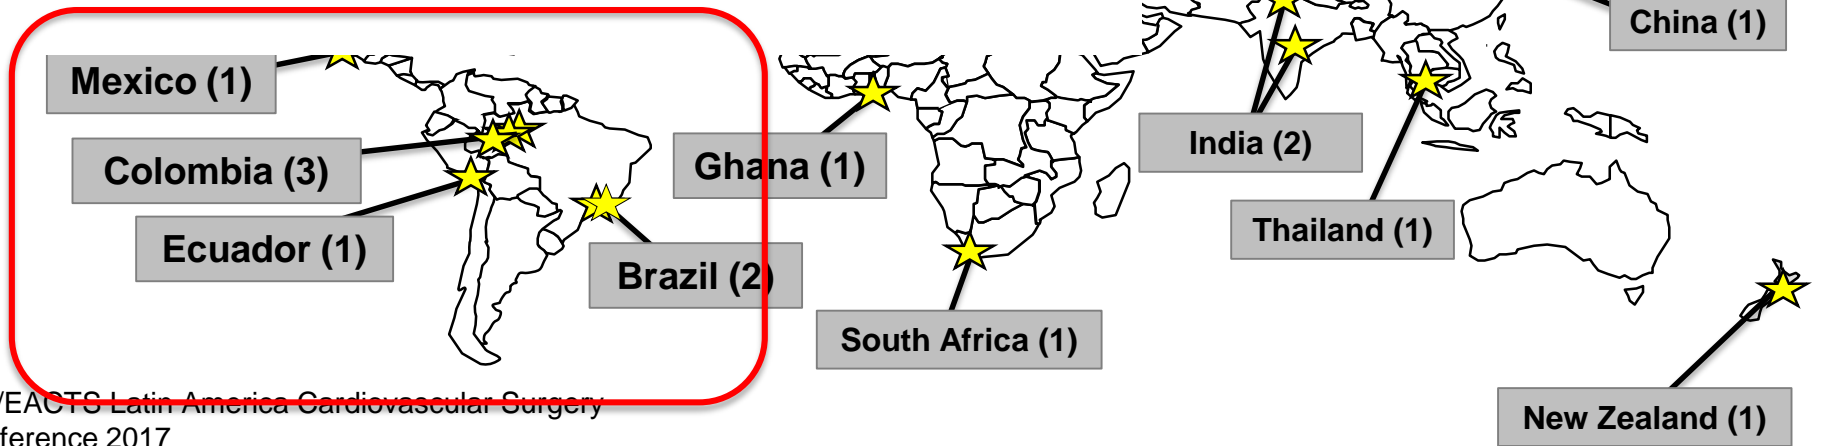 China (1)
Mexico (1)
India (2)
Ghana (1)
Colombia (3)
Thailand (1)
Ecuador (1)
Brazil (2)
South Africa (1)
/EACTS Latin America Cardiovascular Surgery
ference 2017
New Zealand (1)